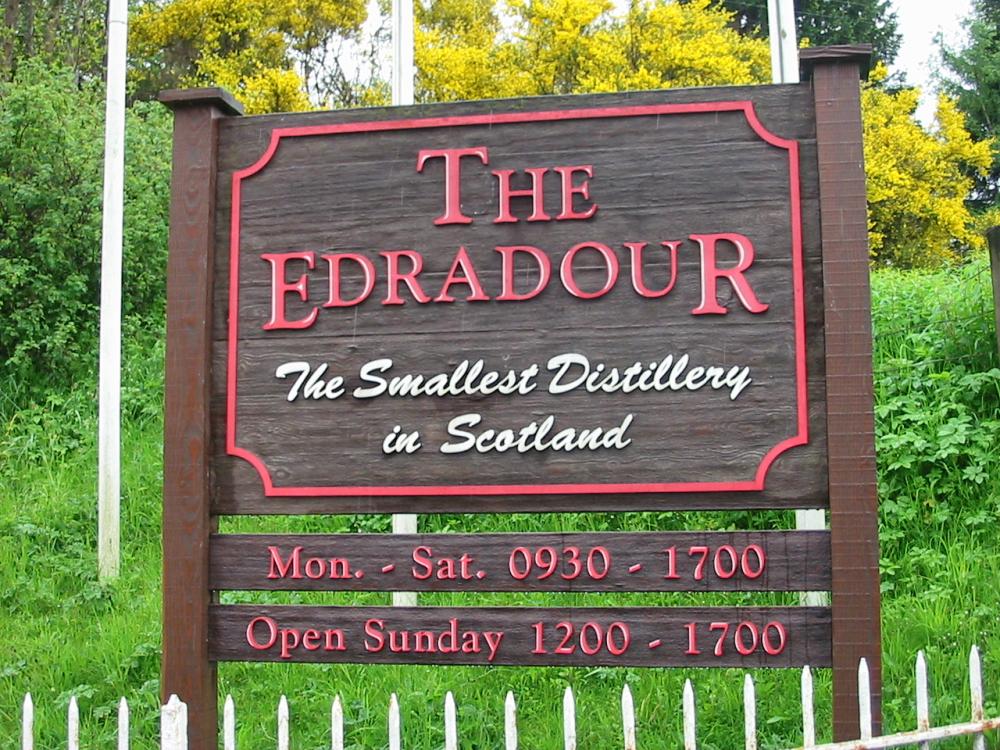 THE
EDRADOUR
The Smallest Distillery
in Scotland
Mon. - Sat. 0930 - 1700
Open Sunday 1200 - 1700